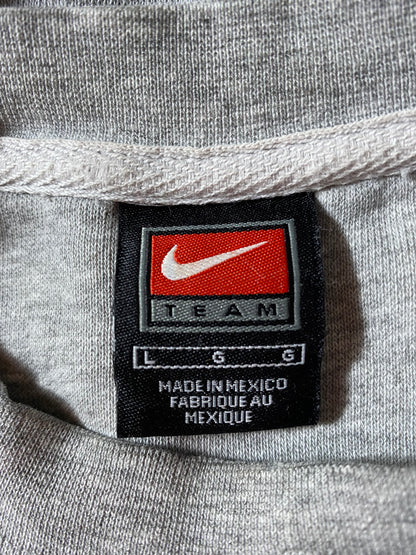 TEAM
L G G
MADE IN MEXICO
FABRIQUE AU
MEXIQUE